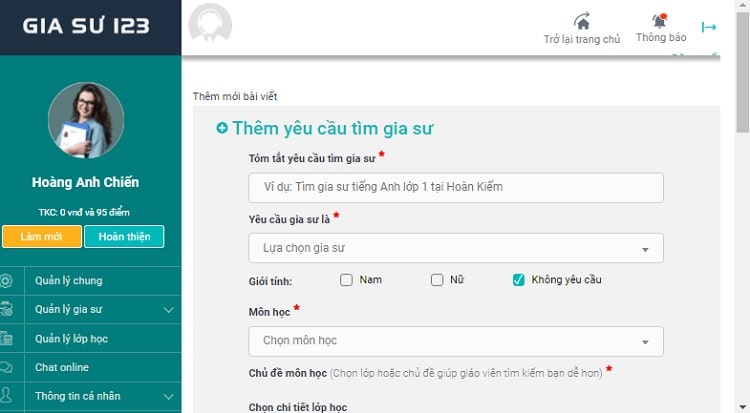 GIA SƯ 123
Trở lại trang chủ
Thông báo
Hoàng Anh Chiến
TKC: 0 vnđ và 95 điểm
Làm mới
Hoàn thiện
Quản lý chung
Quản lý gia sư
Quản lý lớp học
Chat online
Thông tin cá nhân
Thêm mới bài viết
Thêm yêu cầu tìm gia sư
Tóm tắt yêu cầu tìm gia sư *
Ví dụ: Tìm gia sư tiếng Anh lớp 1 tại Hoàn Kiếm
Yêu cầu gia sư là *
Lựa chọn gia sư
Giới tính: Nam Nữ Không yêu cầu
Môn học *
Chọn môn học
Chủ đề môn học (Chọn lớp hoặc chủ đề giúp giáo viên tìm kiếm bạn dễ hơn) *
Chọn chi tiết lớp học